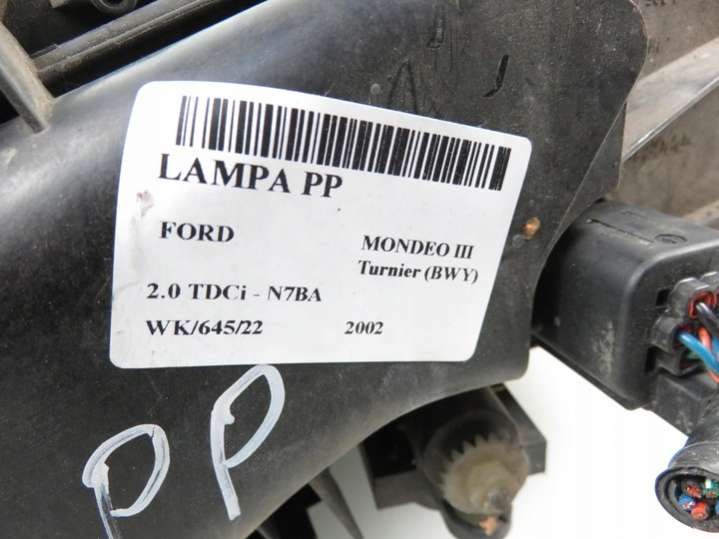 LAMPA PP
FORD
MONDEO III
Turnier (BWY)
2.0 TDCi - N7BA
WK/645/22 2002
PP